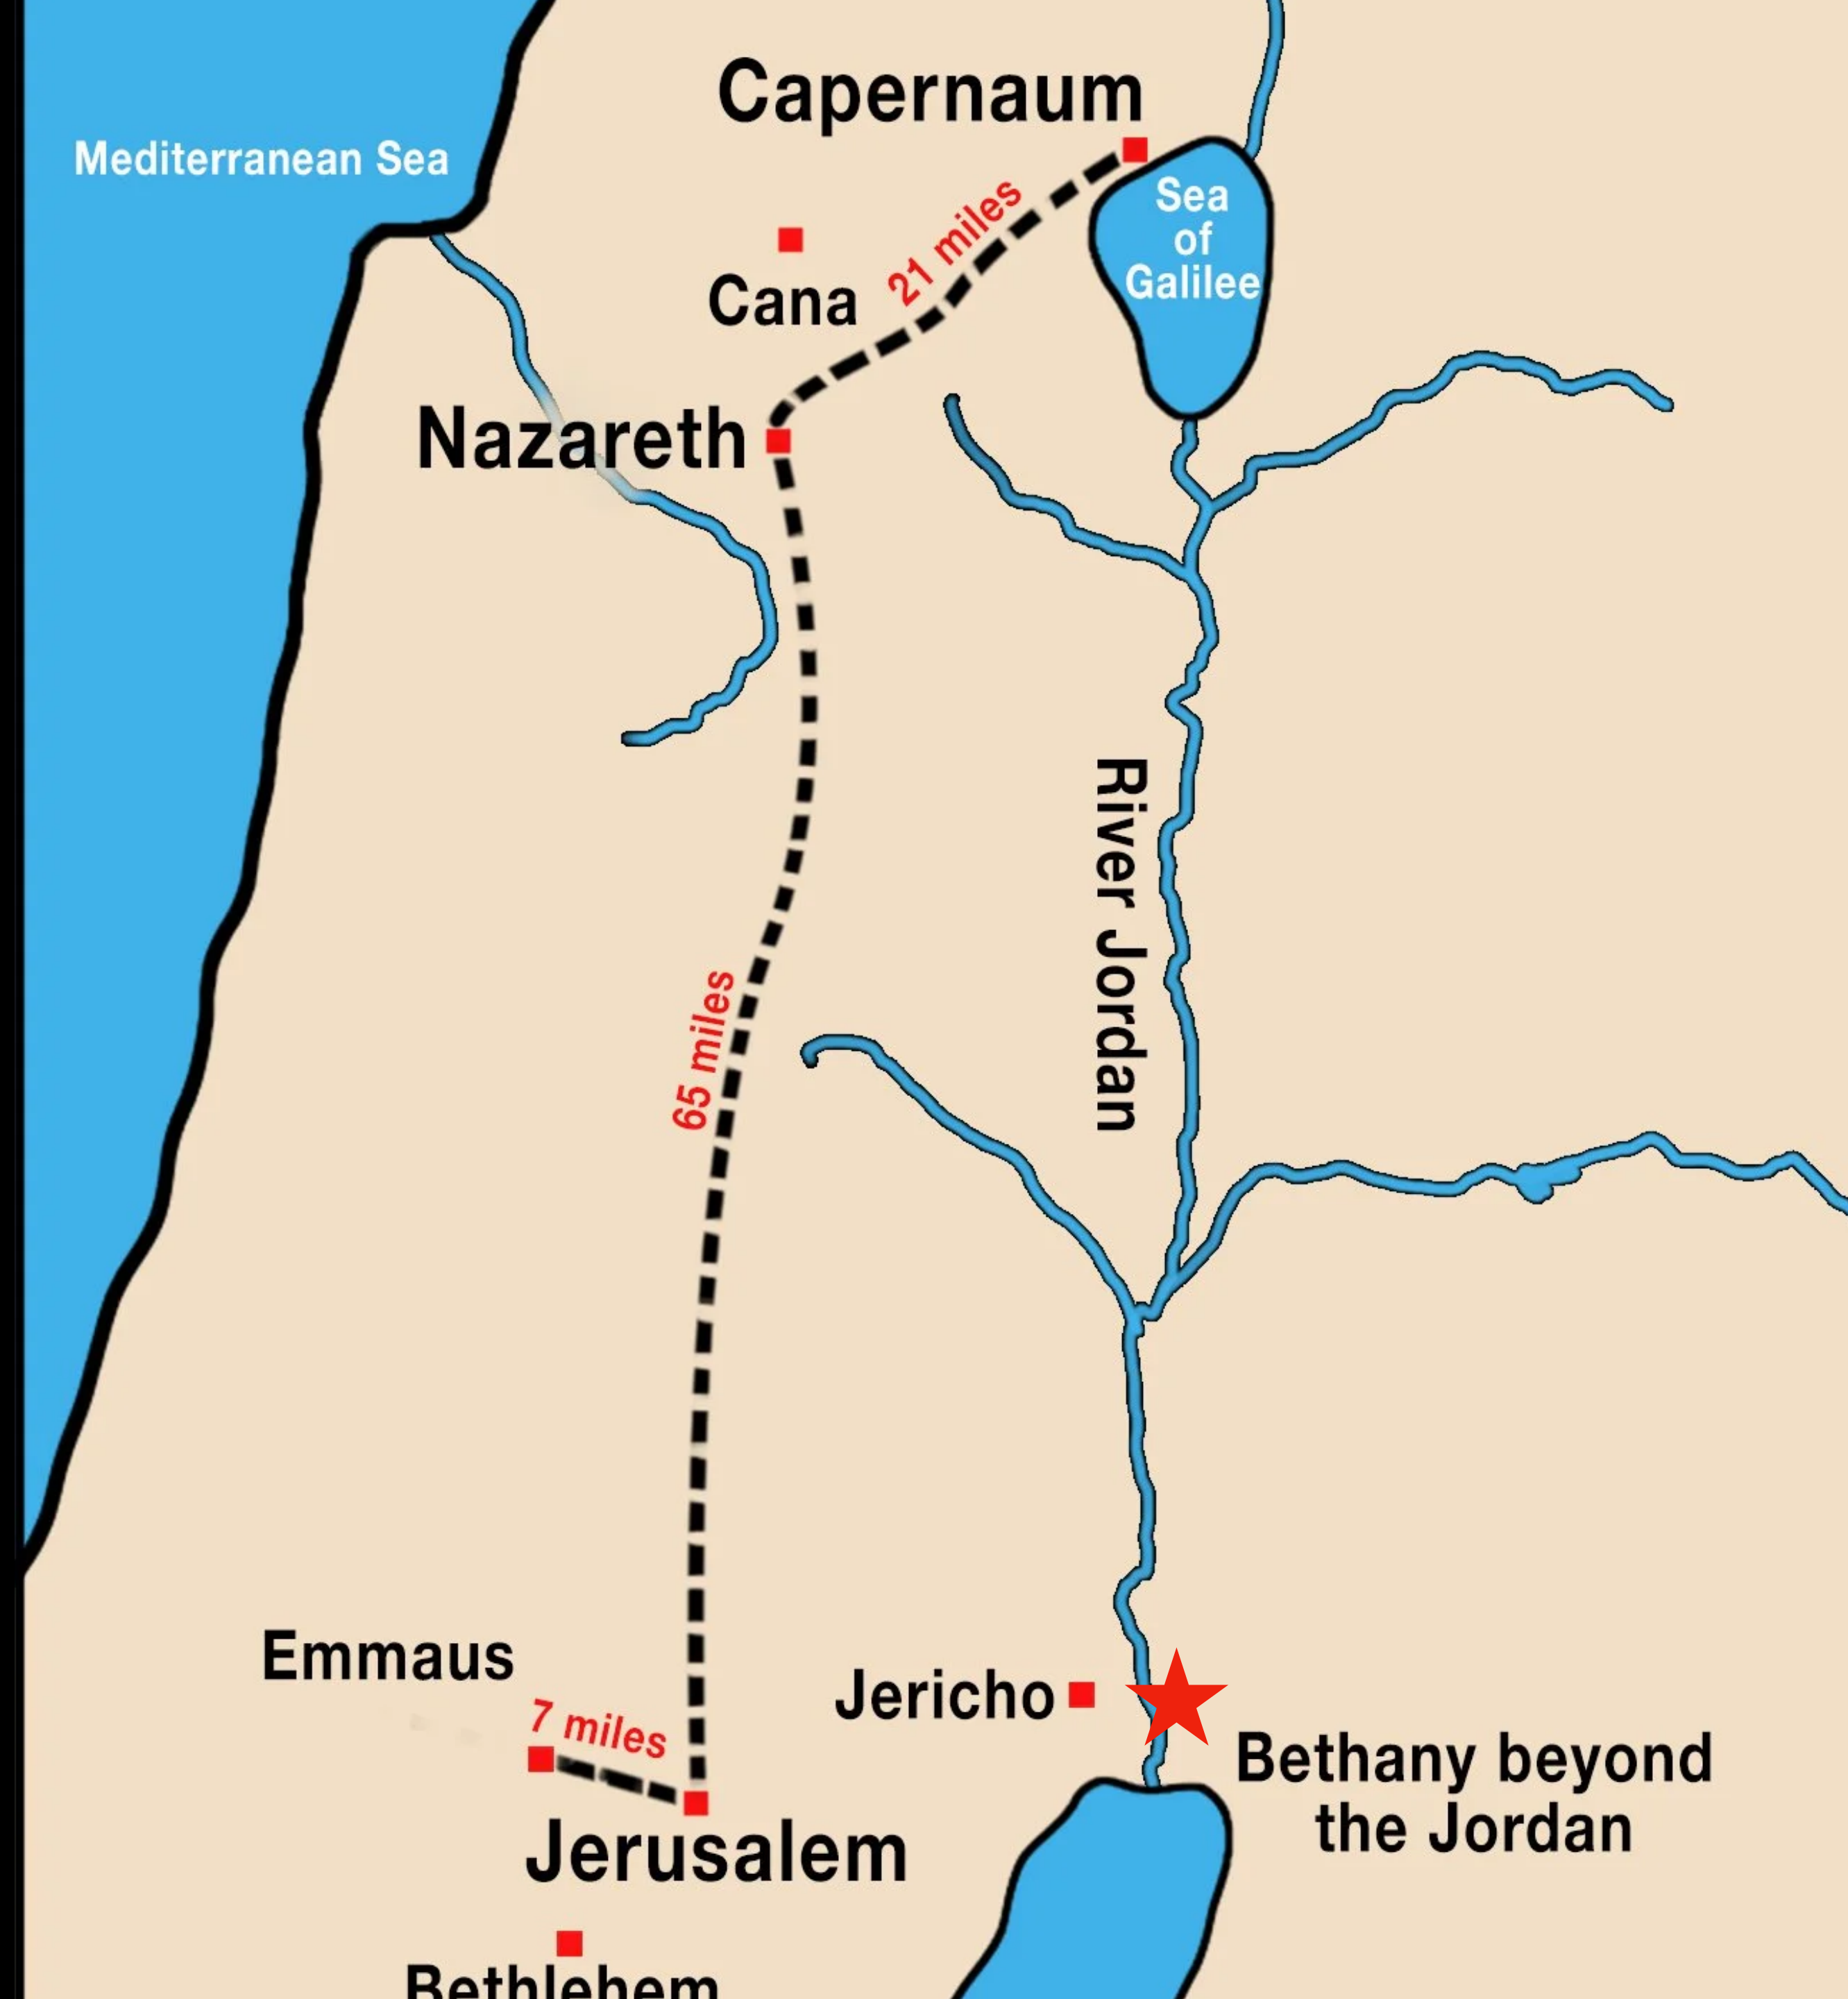 Capernaum
Mediterranean Sea
Sea
of
Galilee
21 miles
Cana
Nazareth
River Jordan
65 miles
Emmaus
7 miles
Jericho
Bethany beyond
the Jordan
Jerusalem
Bethlehem